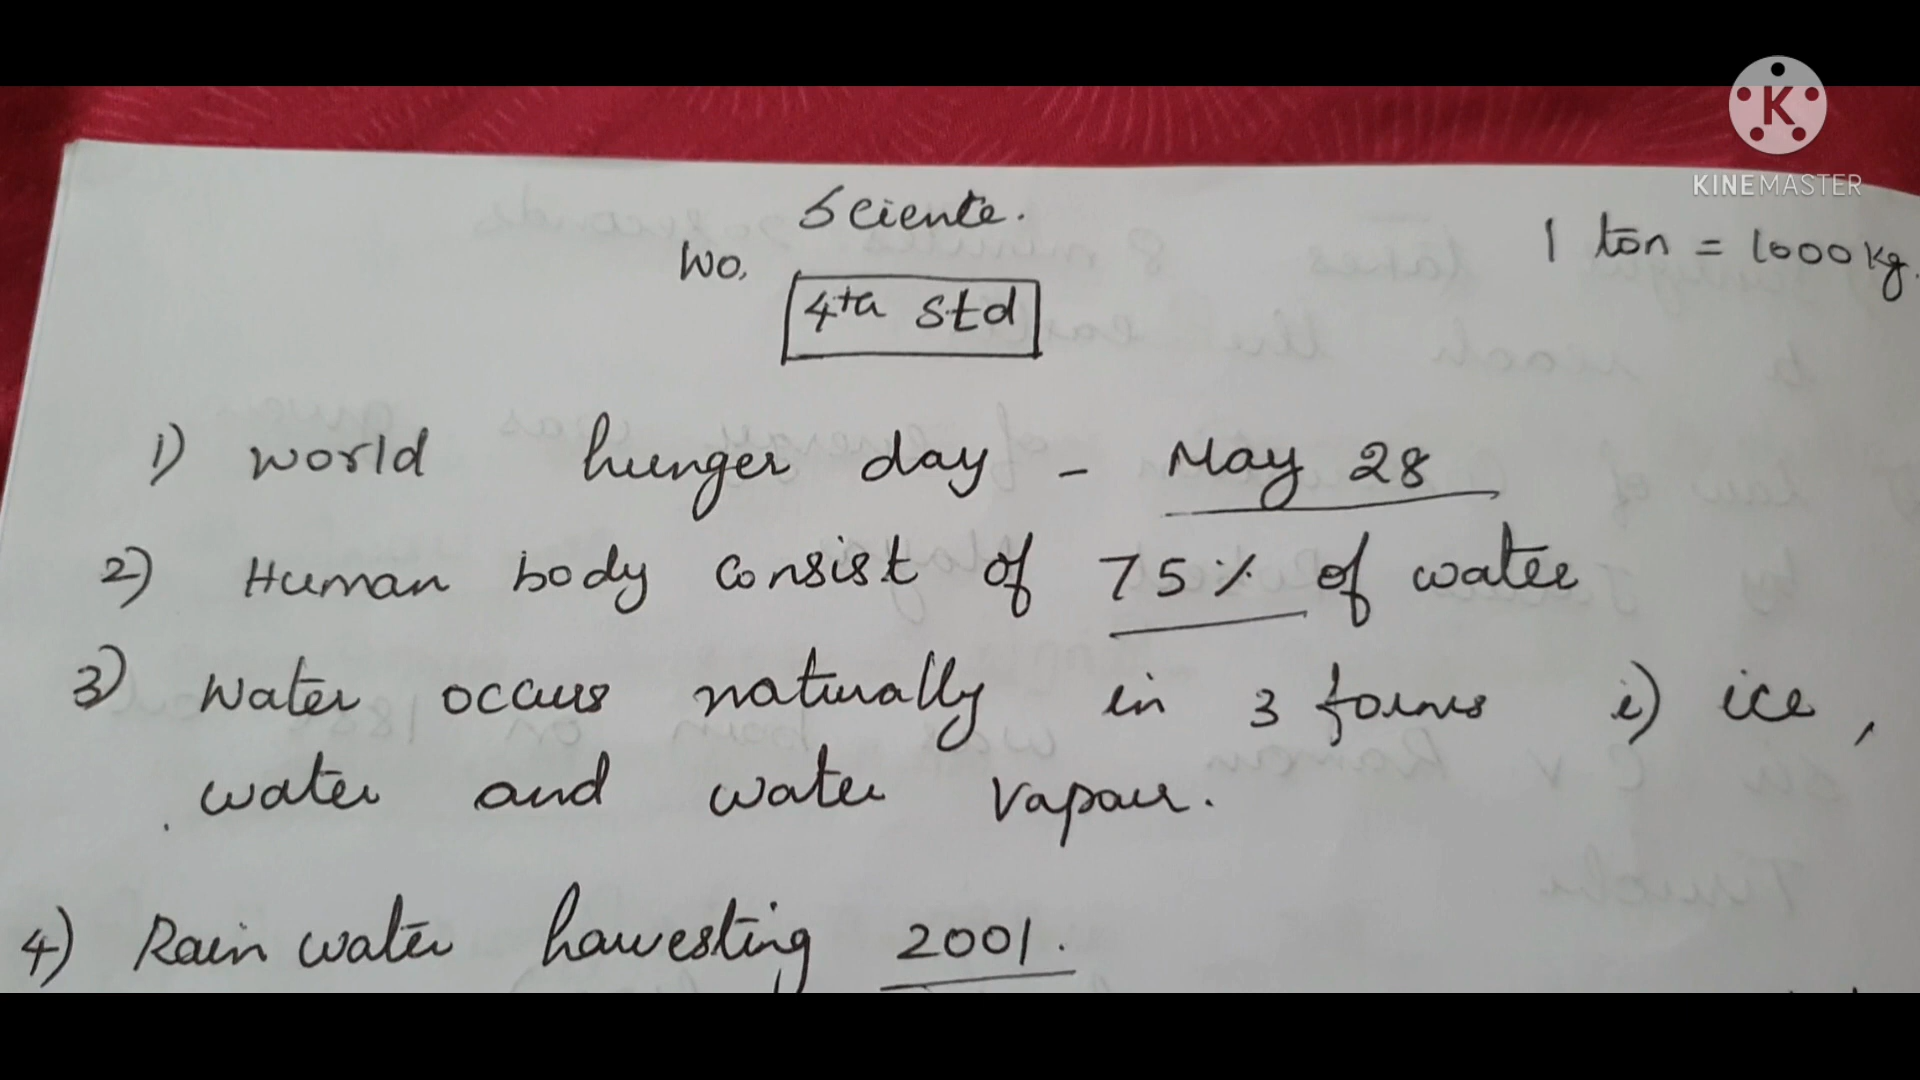 KINEMASTER
Science.
Wo.
1 ton = 1000 kg.
4th Std
1) World hunger day - May 28
2) Human body consist of 75% of water
3) Water occurs naturally in 3 forms i) ice,
water and water vapour.
4) Rain water harvesting 2001.